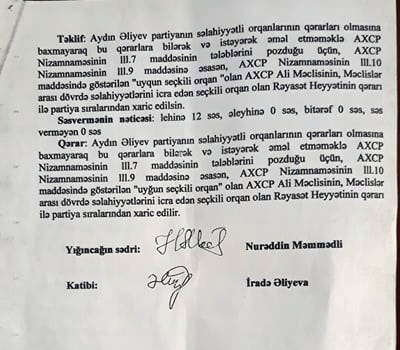 Təklif: Aydın Əliyev partiyanın səlahiyyətli orqanlarının qərarları olmasına
baxmayaraq bu qərarlara bilərək və istəyərək əməl etməməklə AXCP
Nizamnaməsinin III.7 maddəsinin tələblərini pozduğu üçün, AXCP
Nizamnaməsinin III.9 maddəsinə əsasən, AXCP Nizamnaməsinin III.10
maddəsində göstərilən "uyqun seçkili orqan "olan AXCP Ali Məclisinin, Məclislər
arası dövrdə səlahiyyətlərini icra edən seçkili orqan olan Rəyasət Heyyətinin qərarı
ilə partiya sıralarından xaric edilsin.
Səsvermənin nəticəsi: lehinə 12 səs, əleyhinə 0 səs, bitərəf 0 səs, səs
verməyən 0 səs
Qərar: Aydın Əliyev partiyanın səlahiyyətli orqanlarının qərarları olmasına
baxmayaraq bu qərarlara bilərək və istəyərək əməl etməməklə AXCP
Nizamnaməsinin III.7 maddəsinin tələblərini pozduğu üçün, AXCP
Nizamnaməsinin III.9 maddəsinə əsasən, AXCP Nizamnaməsinin III.10
maddəsində göstərilən "uyğun seçkili orqan" olan AXCP Ali Məclisinin, Məclislər
arası dövrdə səlahiyyətlərini icra edən seçkili orqan olan Rəyasət Heyyətinin qərarı
ilə partiya sıralarından xaric edilir.
Yığıncağın sədri: Nurəddin Məmmədli
Katibi: İradə Əliyeva